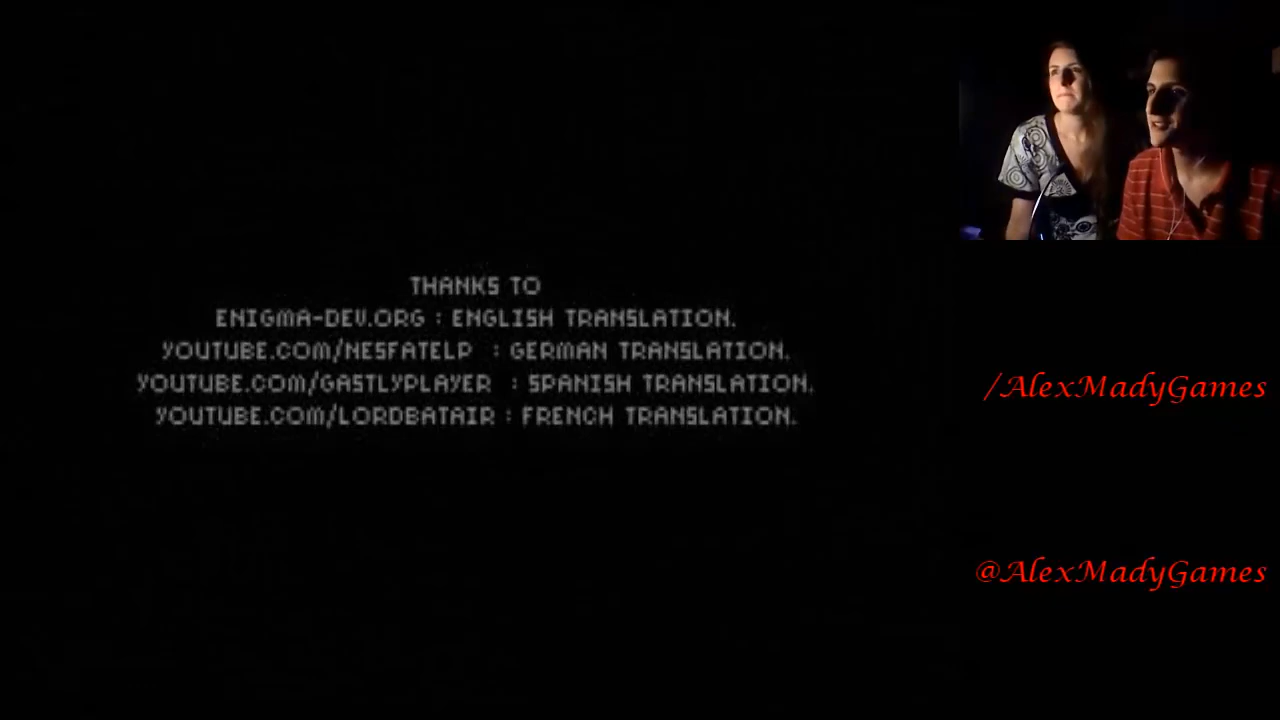 THANKS TO
ENIGMA-DEV.ORG : ENGLISH TRANSLATION.
YOUTUBE.COM/NESFATELP : GERMAN TRANSLATION.
YOUTUBE.COM/GASTLYPLAYER : SPANISH TRANSLATION.
YOUTUBE.COM/LORDBATAIR : FRENCH TRANSLATION.
/AlexMadyGames
@AlexMadyGames